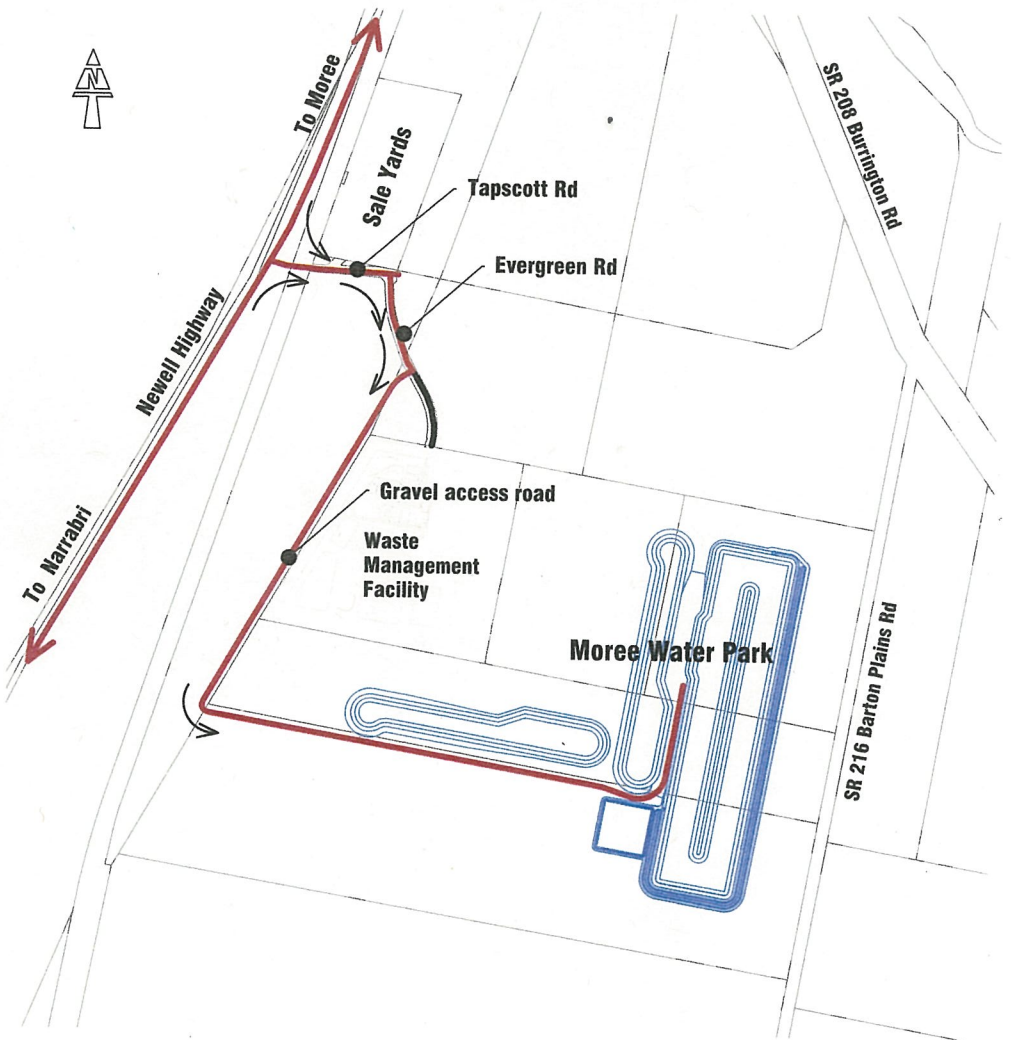 N
To Moree
Sale Yards
Tapscott Rd
Evergreen Rd
SR 208 Burrington Rd
Newell Highway
To Narrabri
Gravel access road
Waste
Management
Facility
Moree Water Park
SR 216 Barton Plains Rd